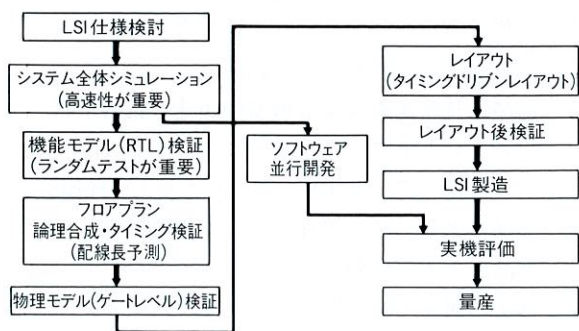 LSI仕様検討
システム全体シミュレーション
(高速性が重要)
機能モデル(RTL)検証
(ランダムテストが重要)
フロアプラン
論理合成・タイミング検証
(配線長予測)
物理モデル(ゲートレベル)検証
ソフトウェア
並行開発
レイアウト
(タイミングドリブンレイアウト)
レイアウト後検証
LSI製造
実機評価
量産